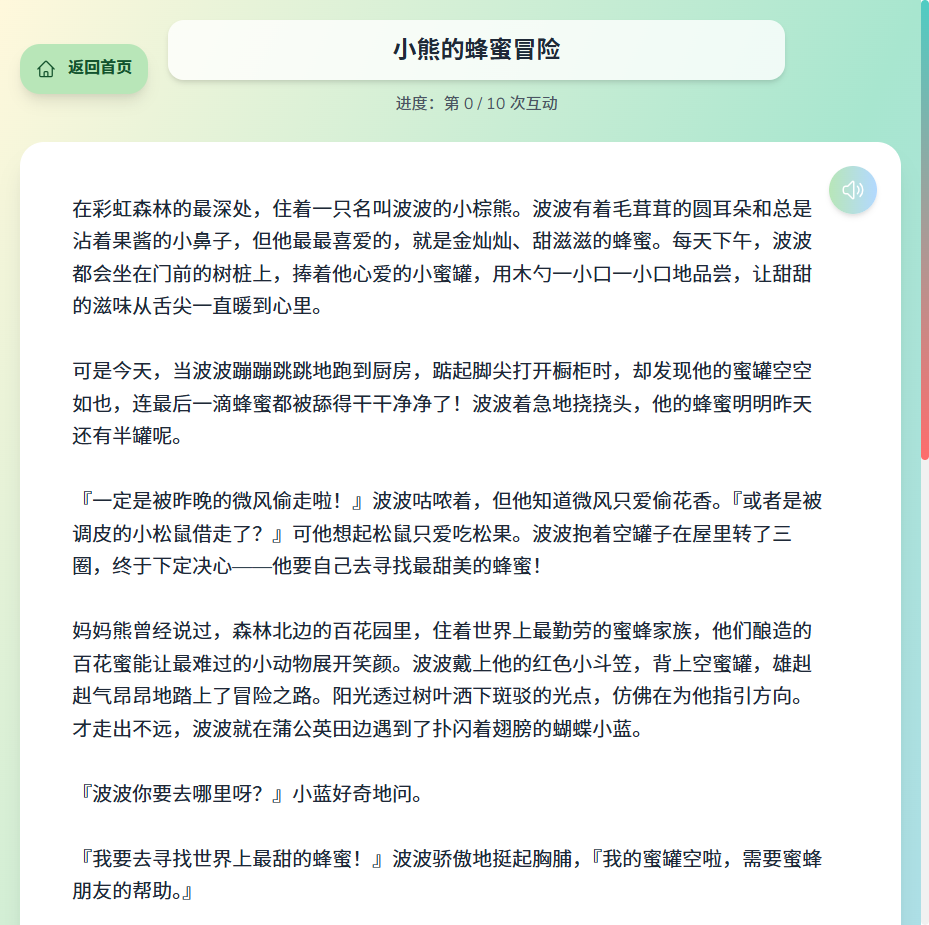 返回首页
小熊的蜂蜜冒险
进度：第 0 / 10 次互动
在彩虹森林的最深处，住着一只名叫波波的小棕熊。波波有着毛茸茸的圆耳朵和总是
沾着果酱的小鼻子，但他最最喜爱的，就是金灿灿、甜滋滋的蜂蜜。每天下午，波波
都会坐在门前的树桩上，捧着他心爱的小蜜罐，用木勺一小口一小口地品尝，让甜甜
的滋味从舌尖一直暖到心里。
可是今天，当波波蹦蹦跳跳地跑到厨房，踮起脚尖打开橱柜时，却发现他的蜜罐空空
如也，连最后一滴蜂蜜都被舔得干干净净了！波波着急地挠挠头，他的蜂蜜明明昨天
还有半罐呢。
『一定是被昨晚的微风偷走啦！』波波咕哝着，但他知道微风只爱偷花香。『或者是被
调皮的小松鼠借走了？』可他想起松鼠只爱吃松果。波波抱着空罐子在屋里转了三
圈，终于下定决心——他要自己去寻找最甜美的蜂蜜！
妈妈熊曾经说过，森林北边的百花园里，住着世界上最勤劳的蜜蜂家族，他们酿造的
百花蜜能让最难过的小动物展开笑颜。波波戴上他的红色小斗笠，背上空蜜罐，雄赳
赳气昂昂地踏上了冒险之路。阳光透过树叶洒下斑驳的光点，仿佛在为他指引方向。
才走出不远，波波就在蒲公英田边遇到了扑闪着翅膀的蝴蝶小蓝。
『波波你要去哪里呀？』小蓝好奇地问。
『我要去寻找世界上最甜的蜂蜜！』波波骄傲地挺起胸脯，『我的蜜罐空啦，需要蜜蜂
朋友的帮助。』